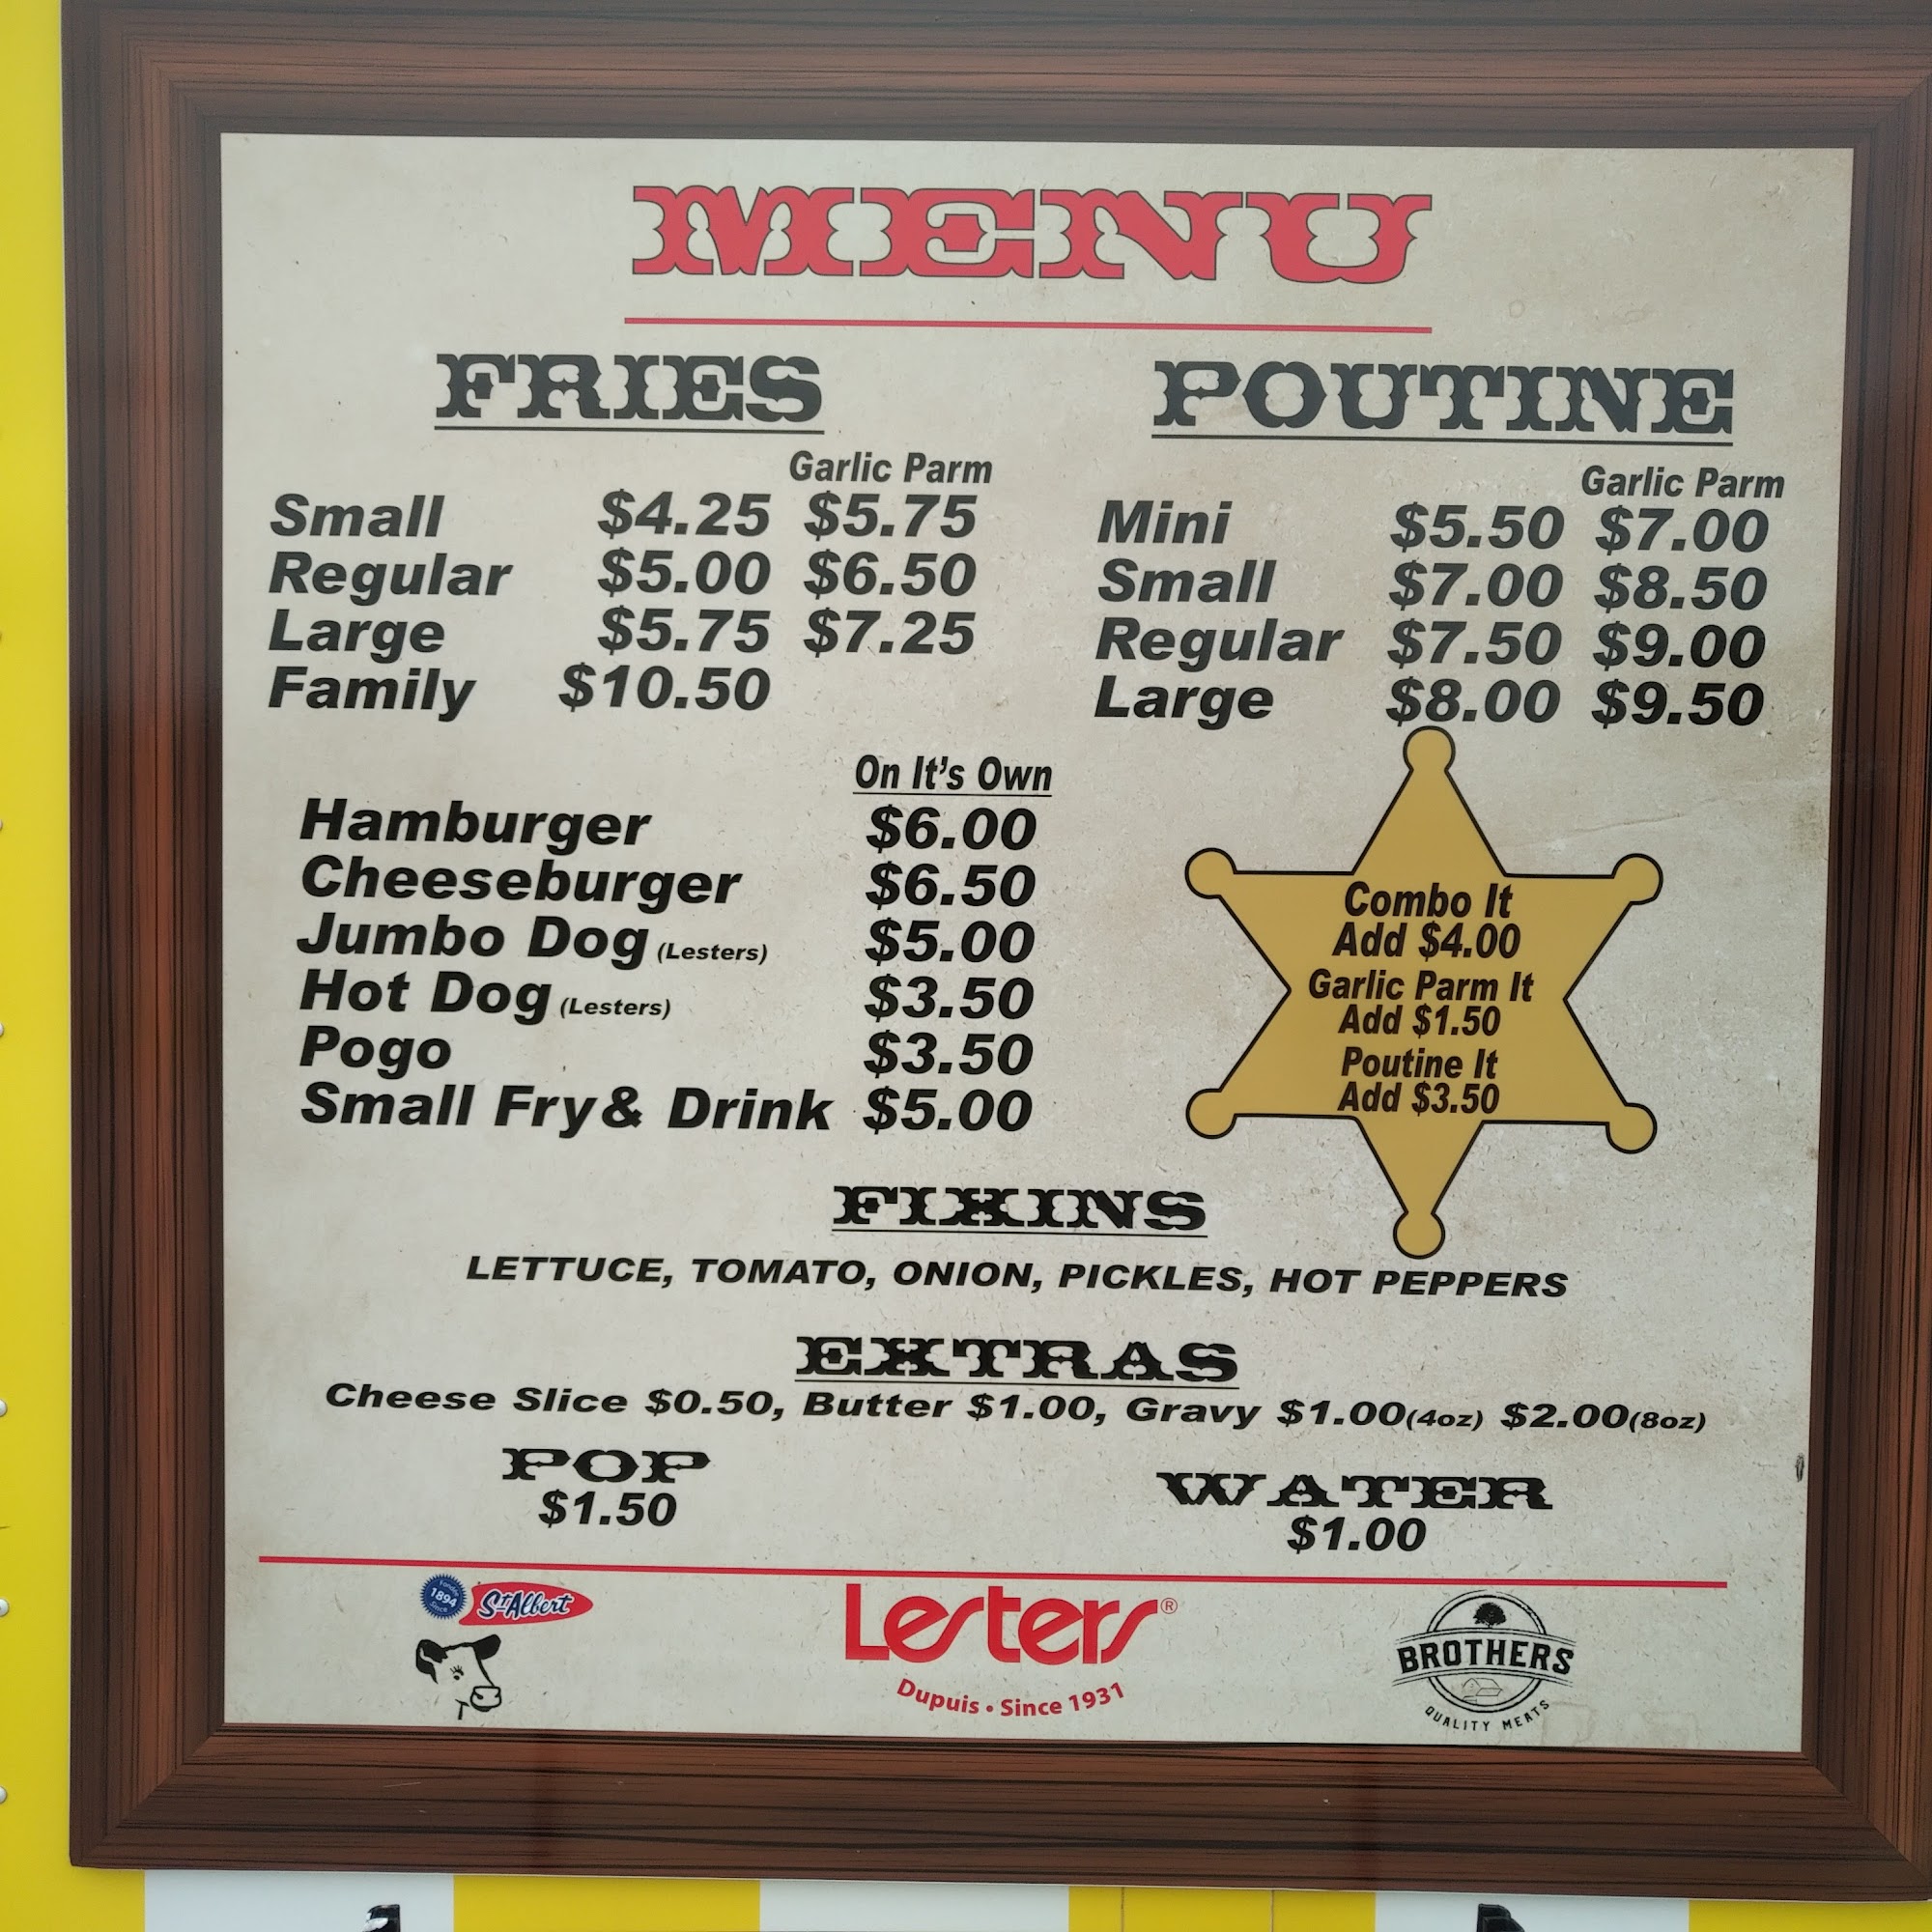 MENU
FRIES
Garlic Parm
Small $4.25 $5.75
Regular $5.00 $6.50
Large $5.75 $7.25
Family $10.50
POUTINE
Garlic Parm
Mini $5.50 $7.00
Small $7.00 $8.50
Regular $7.50 $9.00
Large $8.00 $9.50
On It's Own
Hamburger $6.00
Cheeseburger $6.50
Jumbo Dog (Lesters) $5.00
Hot Dog (Lesters) $3.50
Pogo $3.50
Small Fry & Drink $5.00
Combo It
Add $4.00
Garlic Parm It
Add $1.50
Poutine It
Add $3.50
FIXINS
LETTUCE, TOMATO, ONION, PICKLES, HOT PEPPERS
EXTRAS
Cheese Slice $0.50, Butter $1.00, Gravy $1.00(4oz) $2.00(8oz)
POP
$1.50
WATER
$1.00
1894
St-Albert
Lesters®
Dupuis • Since 1931
BROTHERS
QUALITY MEATS